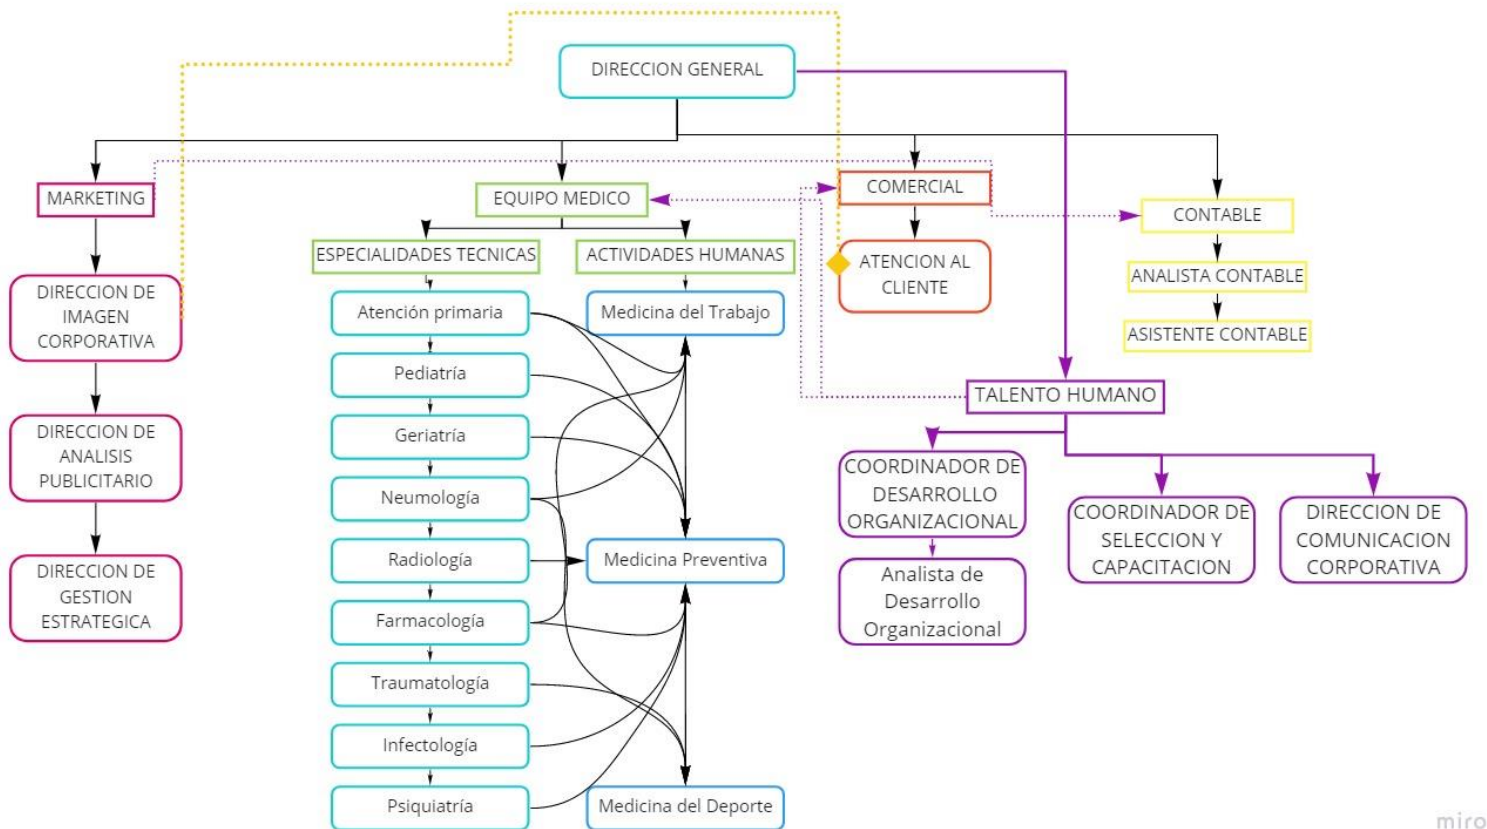 DIRECCION GENERAL
MARKETING
DIRECCION DE
IMAGEN
CORPORATIVA
DIRECCION DE
ANALISIS
PUBLICITARIO
DIRECCION DE
GESTION
ESTRATEGICA
EQUIPO MEDICO
ESPECIALIDADES TECNICAS
Atención primaria
Pediatría
Geriatría
Neumología
Radiología
Farmacología
Traumatología
Infectología
Psiquiatría
ACTIVIDADES HUMANAS
Medicina del Trabajo
Medicina Preventiva
Medicina del Deporte
COMERCIAL
ATENCION AL
CLIENTE
CONTABLE
ANALISTA CONTABLE
ASISTENTE CONTABLE
TALENTO HUMANO
COORDINADOR DE
DESARROLLO
ORGANIZACIONAL
Analista de
Desarrollo
Organizacional
COORDINADOR DE
SELECCION Y
CAPACITACION
DIRECCION DE
COMUNICACION
CORPORATIVA
miro